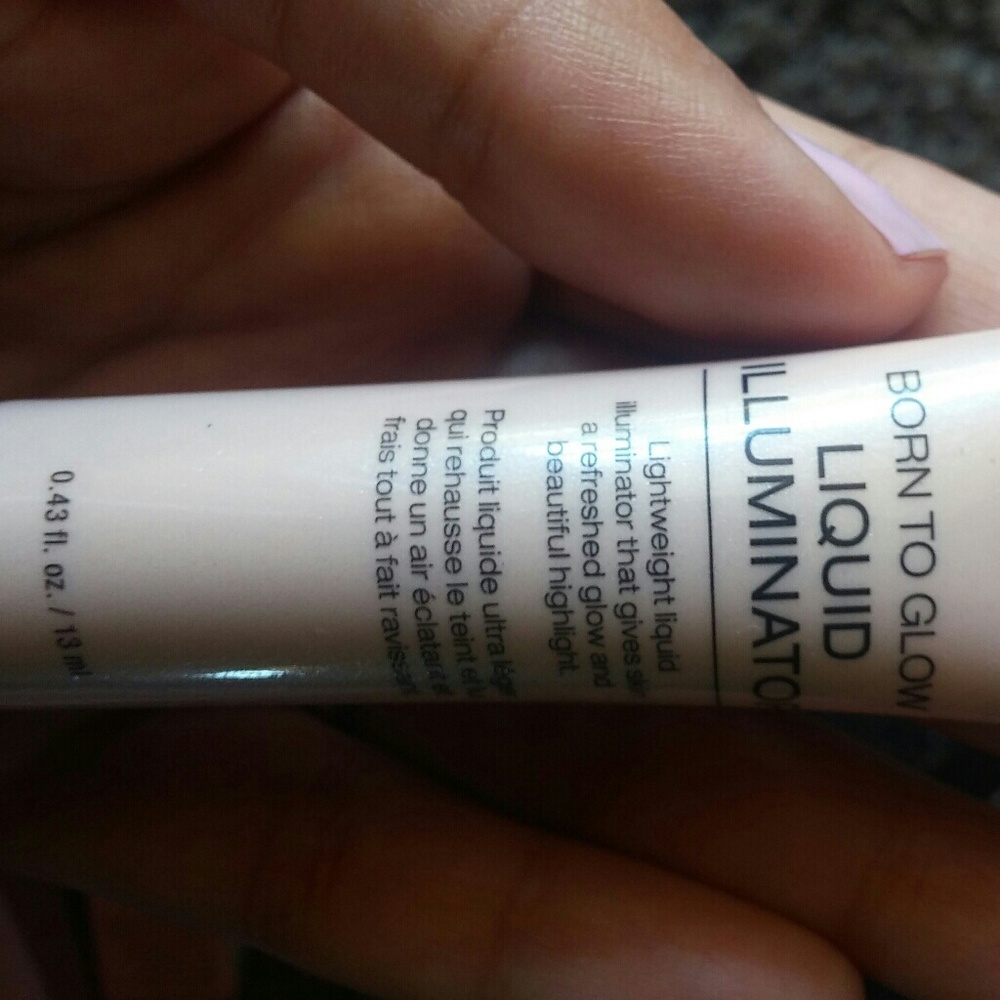 BORN TO GLOW
LIQUID
Lightweight liquid
illuminator that gives
a refreshed glow and
beautiful highlight.
Produit liquide ultra
qui rehausse le teint et
donne un air éclatant
frais tout à fait
0.43 fl. oz. / 13 ml